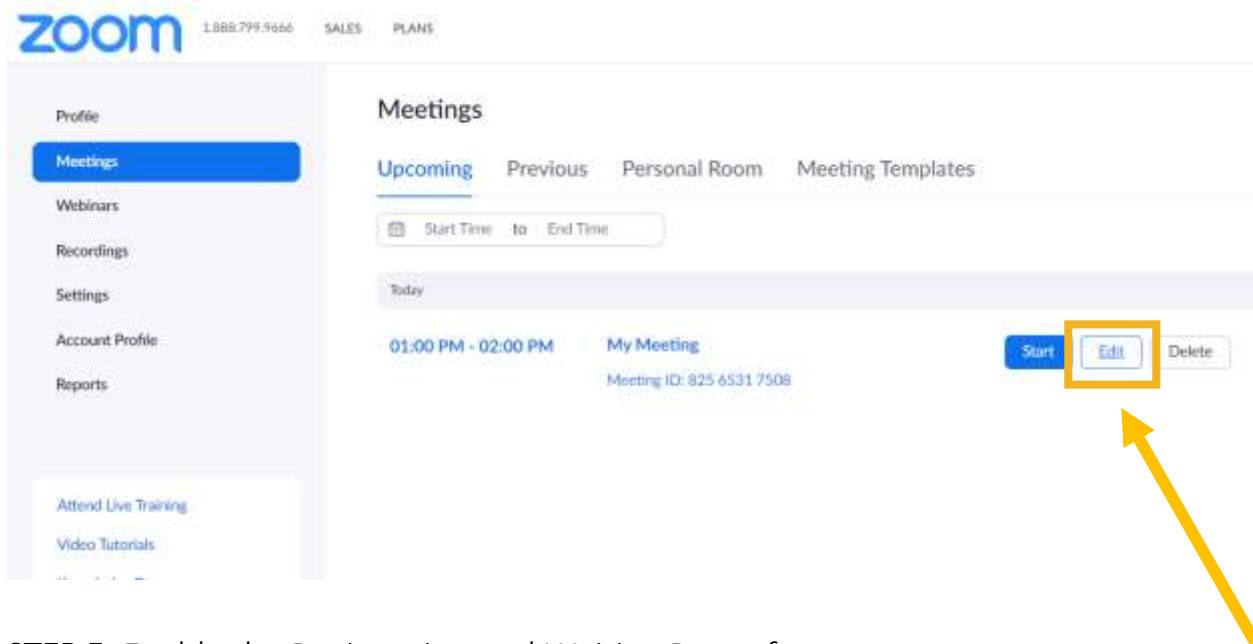 zoom 1.888.799.9666 SALES PLANS
Profile
Meetings
Webinars
Recordings
Settings
Account Profile
Reports
Attend Live Training
Video Tutorials
Meetings
Upcoming Previous Personal Room Meeting Templates
Start Time to End Time
Today
01:00 PM - 02:00 PM My Meeting Start Edit Delete
Meeting ID: 825 6531 7508